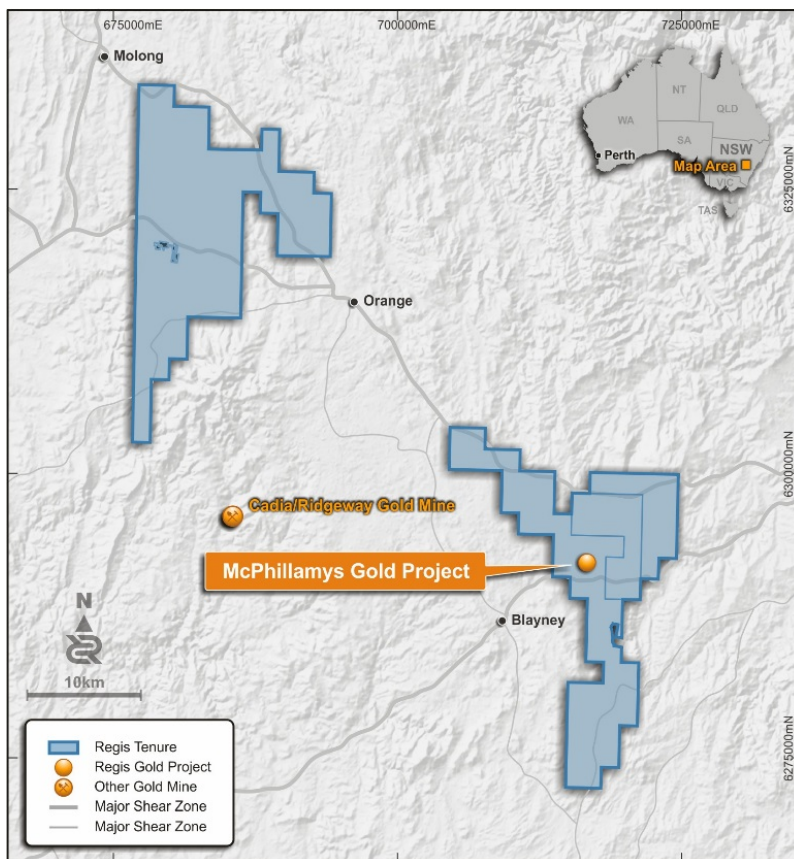 675000mE
700000mE
725000mE
Molong
NT
QLD
WA
SA
NSW
Perth
Map Area
VIC
TAS
6325000mN
Orange
6300000mN
Cadia/Ridgeway Gold Mine
McPhillamys Gold Project
Blayney
N
10km
6275000mN
Regis Tenure
Regis Gold Project
Other Gold Mine
Major Shear Zone
Major Shear Zone